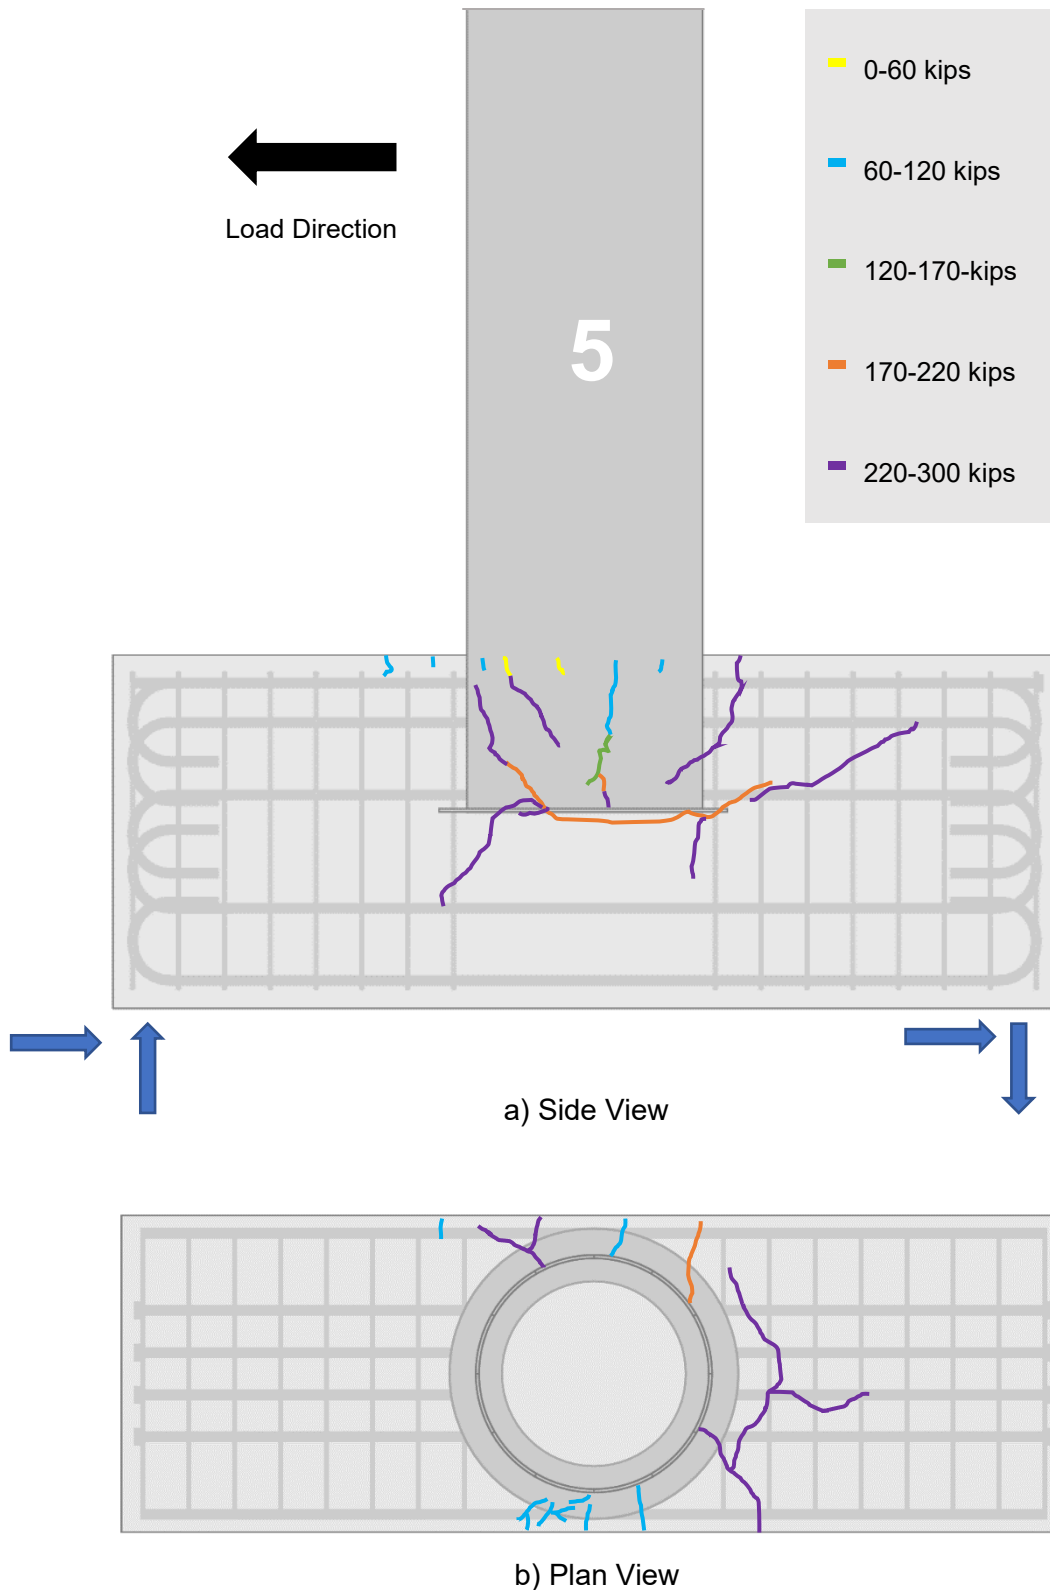 0-60 kips
60-120 kips
Load Direction
120-170-kips
5
170-220 kips
220-300 kips
a) Side View
b) Plan View